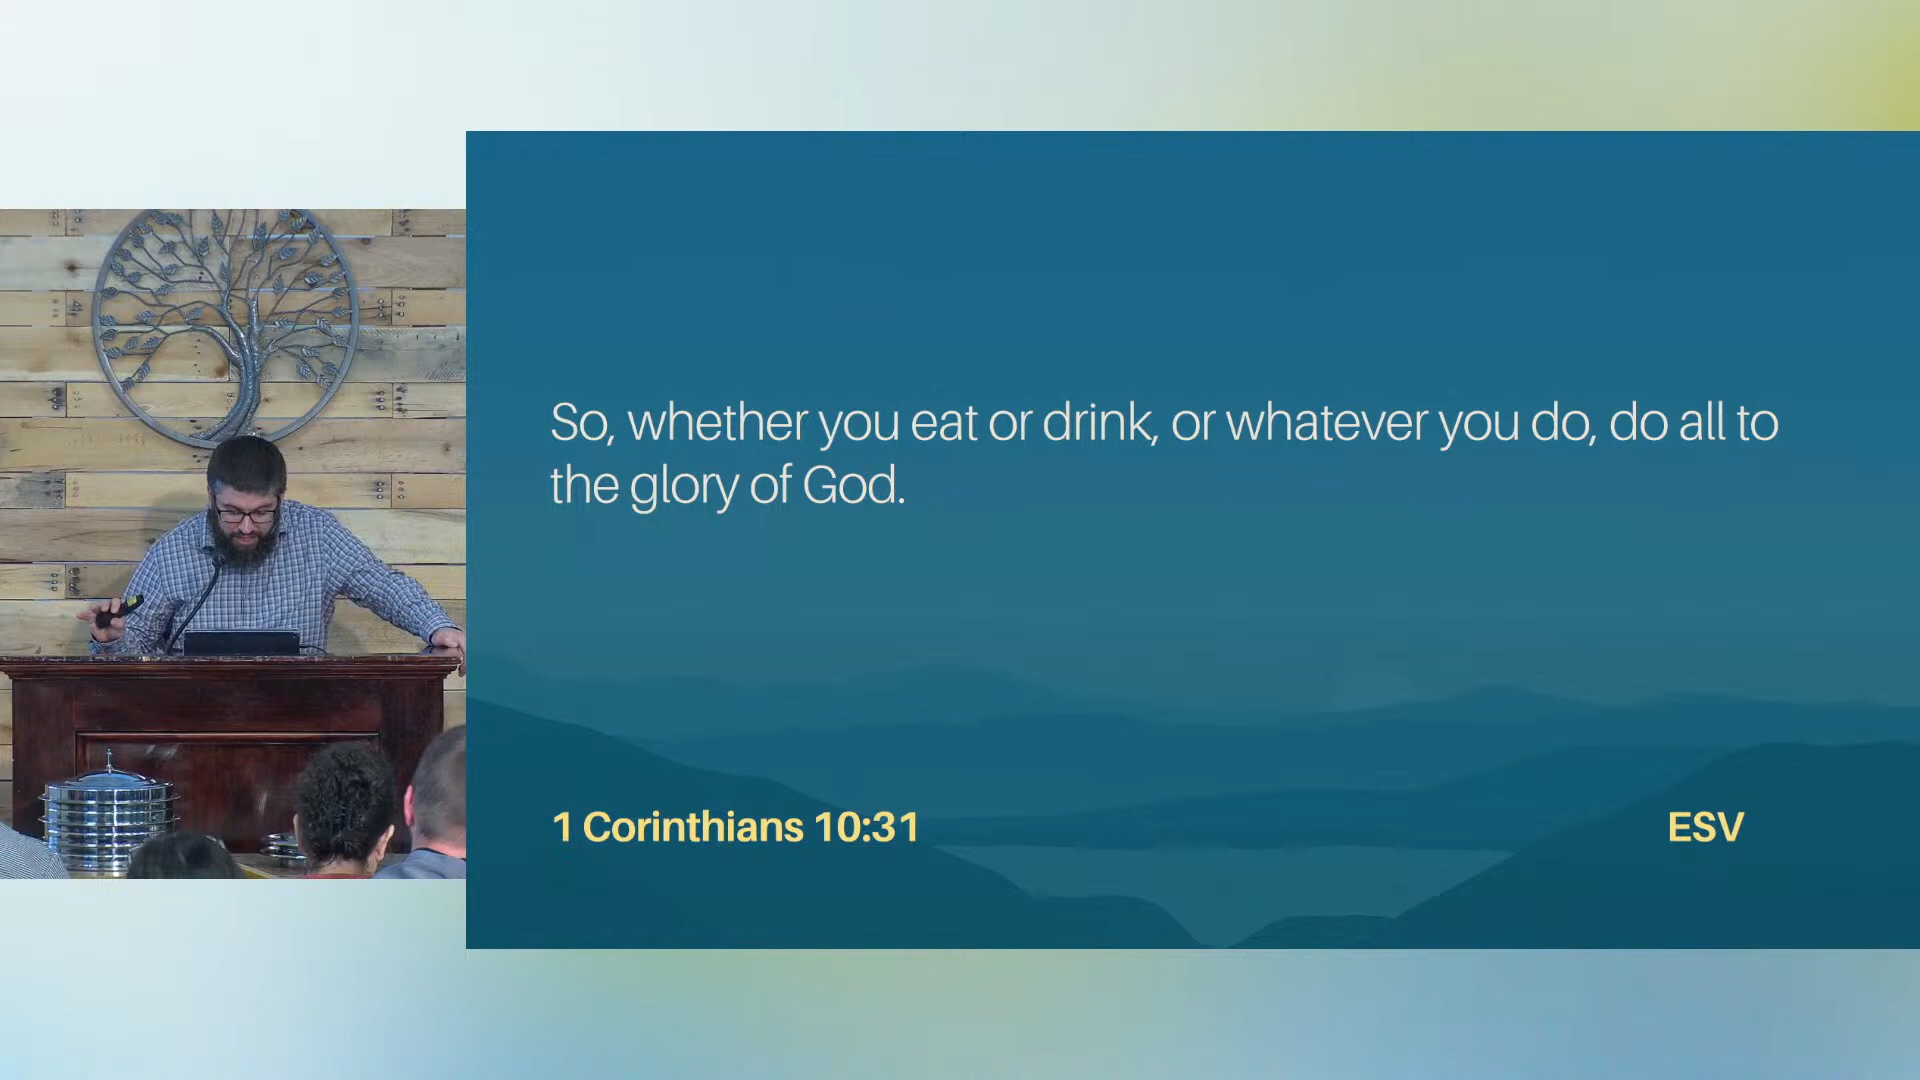 So, whether you eat or drink, or whatever you do, do all to
the glory of God.
1 Corinthians 10:31
ESV